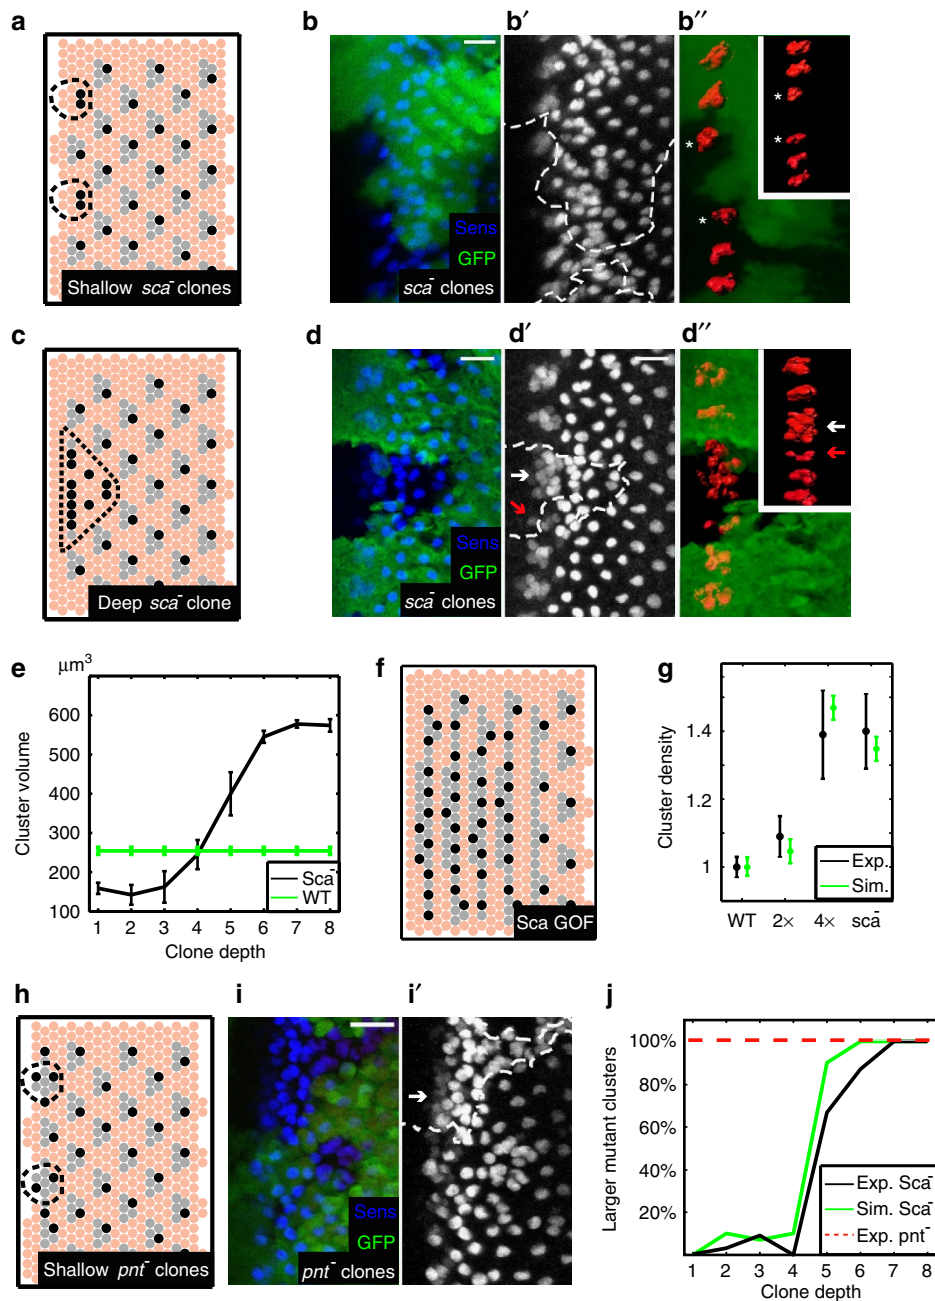 a
b
b′
b″
Shallow sca⁻ clones
Sens
GFP
sca⁻ clones
*
*
*
*
c
d
d′
d″
Deep sca⁻ clone
Sens
GFP
sca⁻ clones
e
µm³
Cluster volume
600
500
400
300
200
100
1 2 3 4 5 6 7 8
Clone depth
Sca⁻
WT
f
Sca GOF
g
Cluster density
1.4
1.2
1
WT 2× 4× sca⁻
Exp.
Sim.
h
i
i′
Shallow pnt⁻ clones
Sens
GFP
pnt⁻ clones
j
Larger mutant clusters
100%
80%
60%
40%
20%
1 2 3 4 5 6 7 8
Clone depth
Exp. Sca⁻
Sim. Sca⁻
Exp. pnt⁻